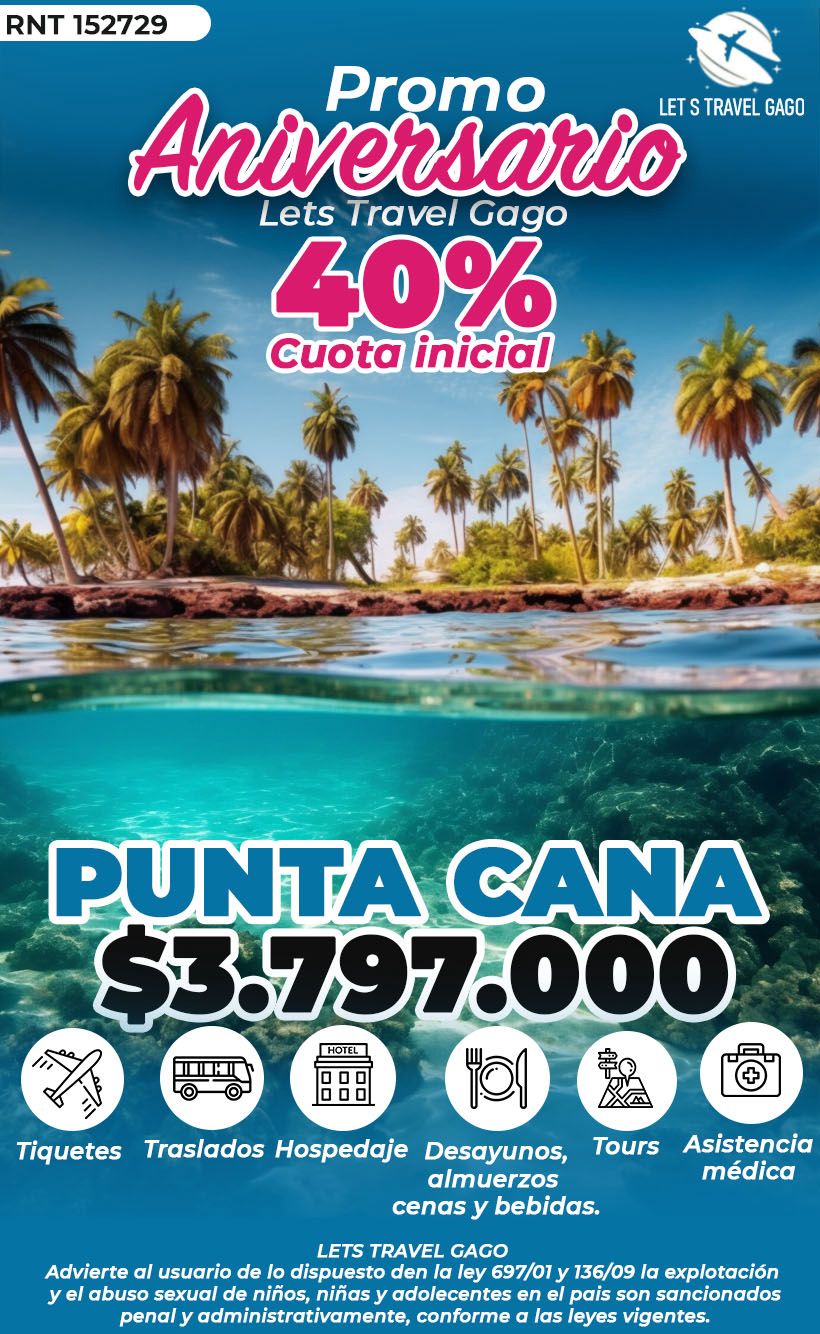 RNT 152729
LET S TRAVEL GAGO
Promo
Aniversario
Lets Travel Gago
40%
Cuota inicial
PUNTA CANA
$3.797.000
HOTEL
Tiquetes
Traslados
Hospedaje
Desayunos,
almuerzos
cenas y bebidas.
Tours
Asistencia
médica
LETS TRAVEL GAGO
Advierte al usuario de lo dispuesto den la ley 697/01 y 136/09 la explotación
y el abuso sexual de niños, niñas y adolecentes en el pais son sancionados
penal y administrativamente, conforme a las leyes vigentes.